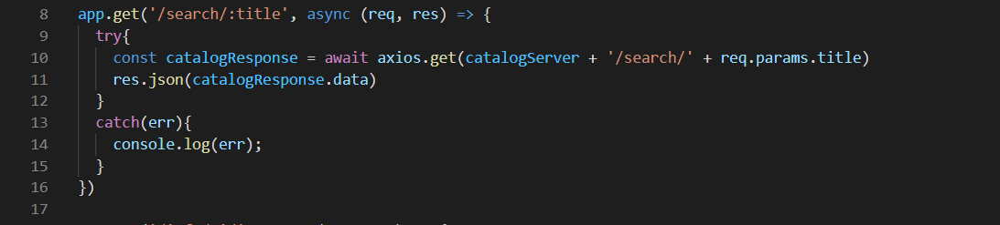 8 app.get('/search/:title', async (req, res) => {
9 try{
10 const catalogResponse = await axios.get(catalogServer + '/search/' + req.params.title)
11 res.json(catalogResponse.data)
12 }
13 catch(err){
14 console.log(err);
15 }
16 })
17